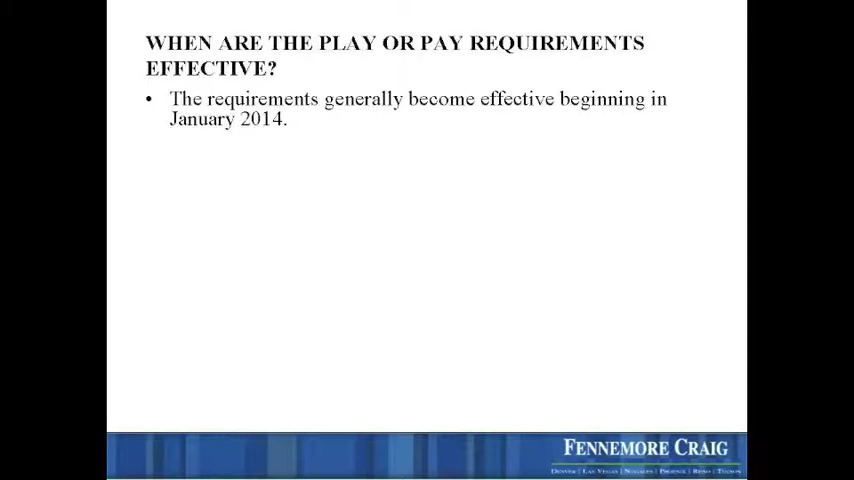 WHEN ARE THE PLAY OR PAY REQUIREMENTS
EFFECTIVE?
• The requirements generally become effective beginning in
January 2014.
FENNEMORE CRAIG
DENVER | LAS VEGAS | NOGALES | PHOENIX | RENO | TUCSON